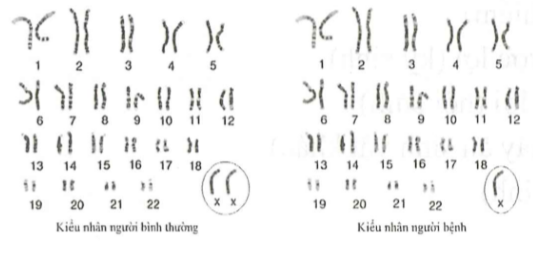 1 2 3 4 5
6 7 8 9 10 11 12
13 14 15 16 17 18
19 20 21 22 x x
Kiểu nhân người bình thường
1 2 3 4 5
6 7 8 9 10 11 12
13 14 15 16 17 18
19 20 21 22 x
Kiểu nhân người bệnh